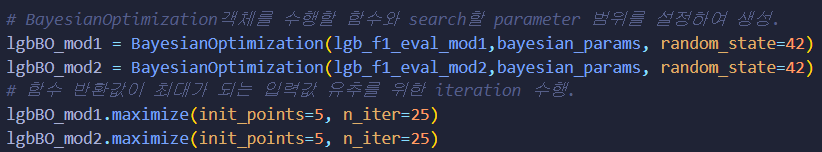 # BayesianOptimization객체를 수행할 함수와 search할 parameter 범위를 설정하여 생성.
lgbBO_mod1 = BayesianOptimization(lgb_f1_eval_mod1,bayesian_params, random_state=42)
lgbBO_mod2 = BayesianOptimization(lgb_f1_eval_mod2,bayesian_params, random_state=42)
# 함수 반환값이 최대가 되는 입력값 유추를 위한 iteration 수행.
lgbBO_mod1.maximize(init_points=5, n_iter=25)
lgbBO_mod2.maximize(init_points=5, n_iter=25)